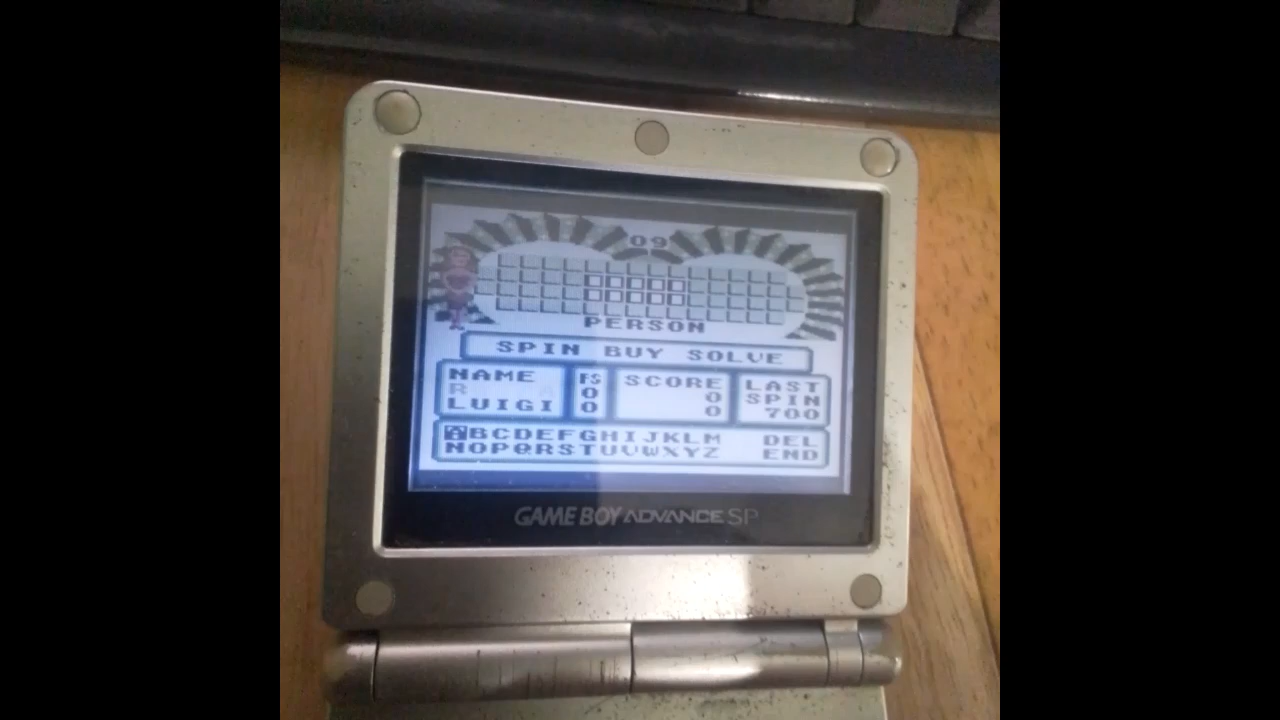 09
PERSON
SPIN BUY SOLVE
NAME FS SCORE LAST
R A 0 0 SPIN
LUIGI 0 0 700
ABCDEFGHIJKLM DEL
NOPQRSTUVWXYZ END
GAME BOY ADVANCE SP